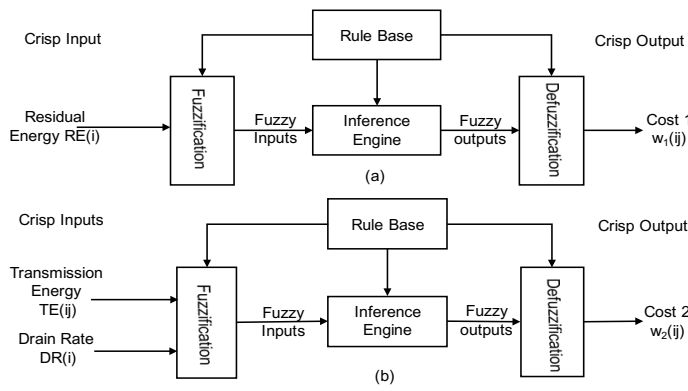 Crisp Input
Rule Base
Crisp Output
Residual
Energy RE(i)
Fuzzification
Fuzzy
Inputs
Inference
Engine
Fuzzy
outputs
Defuzzification
Cost 1
w₁(ij)
(a)
Crisp Inputs
Rule Base
Crisp Output
Transmission
Energy
TE(ij)
Drain Rate
DR(i)
Fuzzification
Fuzzy
Inputs
Inference
Engine
Fuzzy
outputs
Defuzzification
Cost 2
w₂(ij)
(b)